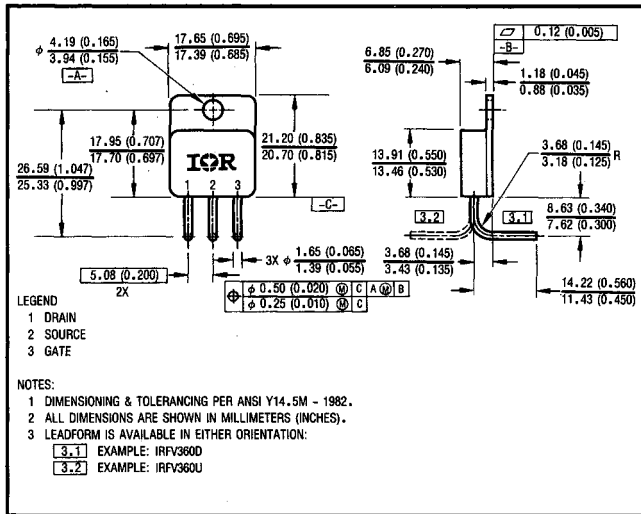 φ 4.19 (0.165)
3.94 (0.155)
-A-
17.65 (0.695)
17.39 (0.685)
17.95 (0.707)
17.70 (0.697)
26.59 (1.047)
25.33 (0.997)
21.20 (0.835)
20.70 (0.815)
IOR
1 2 3
-C-
3X φ 1.65 (0.065)
1.39 (0.055)
5.08 (0.200)
2X
⌖ φ 0.50 (0.020) Ⓜ C A Ⓜ B
φ 0.25 (0.010) Ⓜ C
6.85 (0.270)
6.09 (0.240)
⏥ 0.12 (0.005)
-B-
1.18 (0.045)
0.88 (0.035)
13.91 (0.550)
13.46 (0.530)
3.68 (0.145) R
3.18 (0.125)
3.2
3.1
8.63 (0.340)
7.62 (0.300)
3.68 (0.145)
3.43 (0.135)
14.22 (0.560)
11.43 (0.450)
LEGEND
1 DRAIN
2 SOURCE
3 GATE
NOTES:
1 DIMENSIONING & TOLERANCING PER ANSI Y14.5M - 1982.
2 ALL DIMENSIONS ARE SHOWN IN MILLIMETERS (INCHES).
3 LEADFORM IS AVAILABLE IN EITHER ORIENTATION:
3.1 EXAMPLE: IRFV360D
3.2 EXAMPLE: IRFV360U